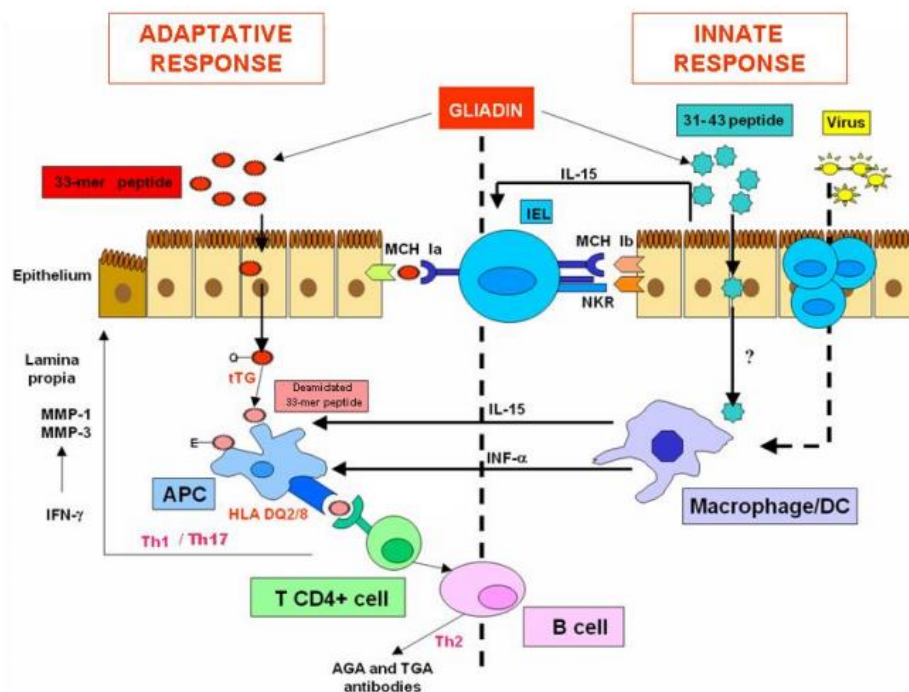 ADAPTATIVE
RESPONSE
INNATE
RESPONSE
GLIADIN
31-43 peptide
Virus
33-mer peptide
IL-15
IEL
MCH Ia
MCH Ib
NKR
Epithelium
Lamina
propia
Q
tTG
?
Deamidated
33-mer peptide
MMP-1
MMP-3
IL-15
E
INF-α
APC
HLA DQ2/8
Macrophage/DC
IFN-γ
Th1 / Th17
T CD4+ cell
B cell
Th2
AGA and TGA
antibodies